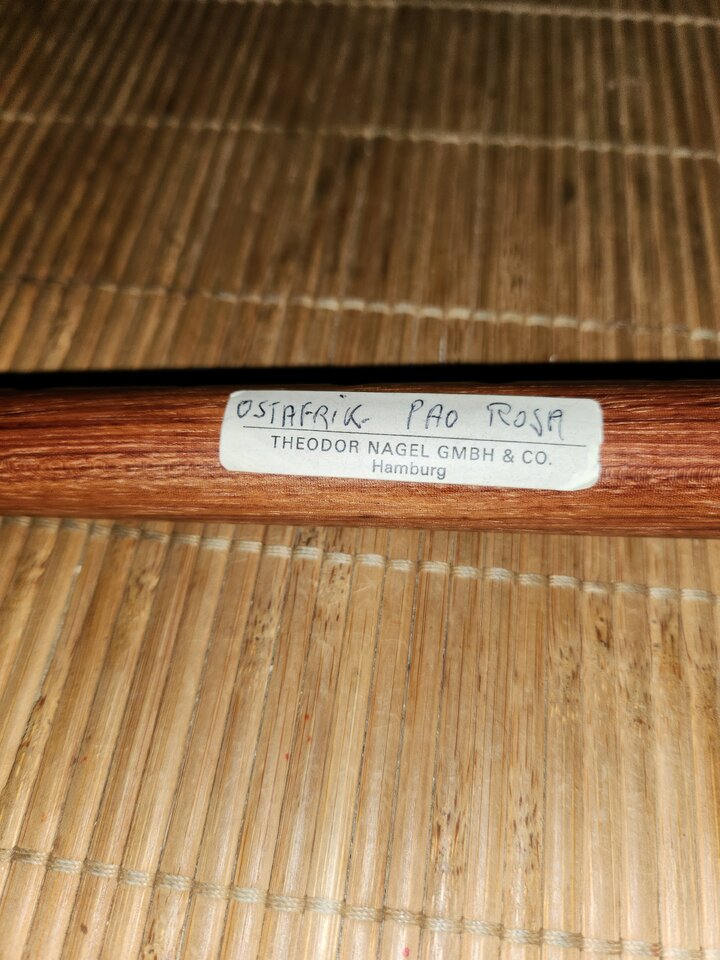 OSTAFRIK. PAO ROSA
THEODOR NAGEL GMBH & CO.
Hamburg